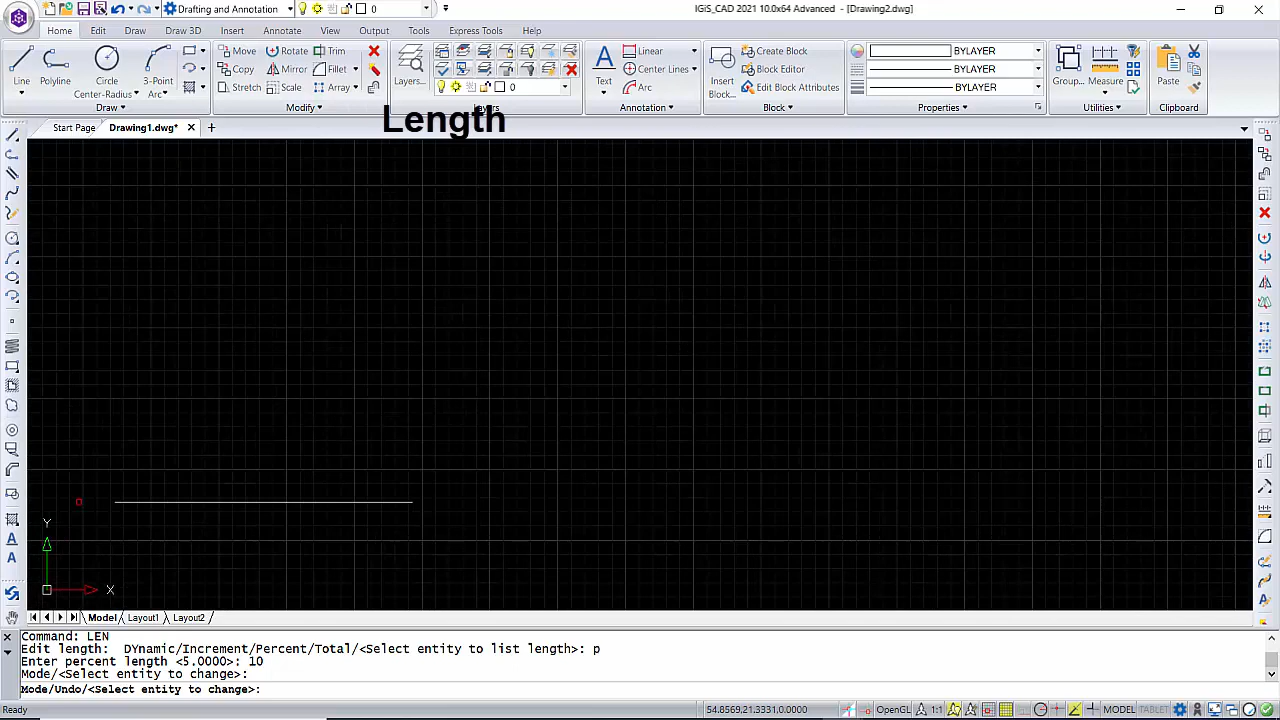 Drafting and Annotation 0 IGIS_CAD 2021 10.0x64 Advanced - [Drawing2.dwg]
Home Edit Draw Draw 3D Insert Annotate View Output Tools Express Tools Help
Move Rotate Trim Linear Create Block BYLAYER
Copy Mirror Fillet Center Lines Block Editor BYLAYER
Line Polyline Circle 3-Point Layers... Text Insert Group... Measure Paste
Stretch Scale Array 0 Arc Edit Block Attributes BYLAYER
Center-Radius Arc Block...
Draw Modify Layers Annotation Block Properties Utilities Clipboard
Length
Start Page Drawing1.dwg*
Y
X
Model Layout1 Layout2
Command: LEN
Edit length: DYnamic/Increment/Percent/Total/<Select entity to list length>: p
Enter percent length <5.0000>: 10
Mode/<Select entity to change>:
Mode/Undo/<Select entity to change>:
Ready 54.8569,21.3931,0.0000 OpenGL 1:1 MODEL TABLET